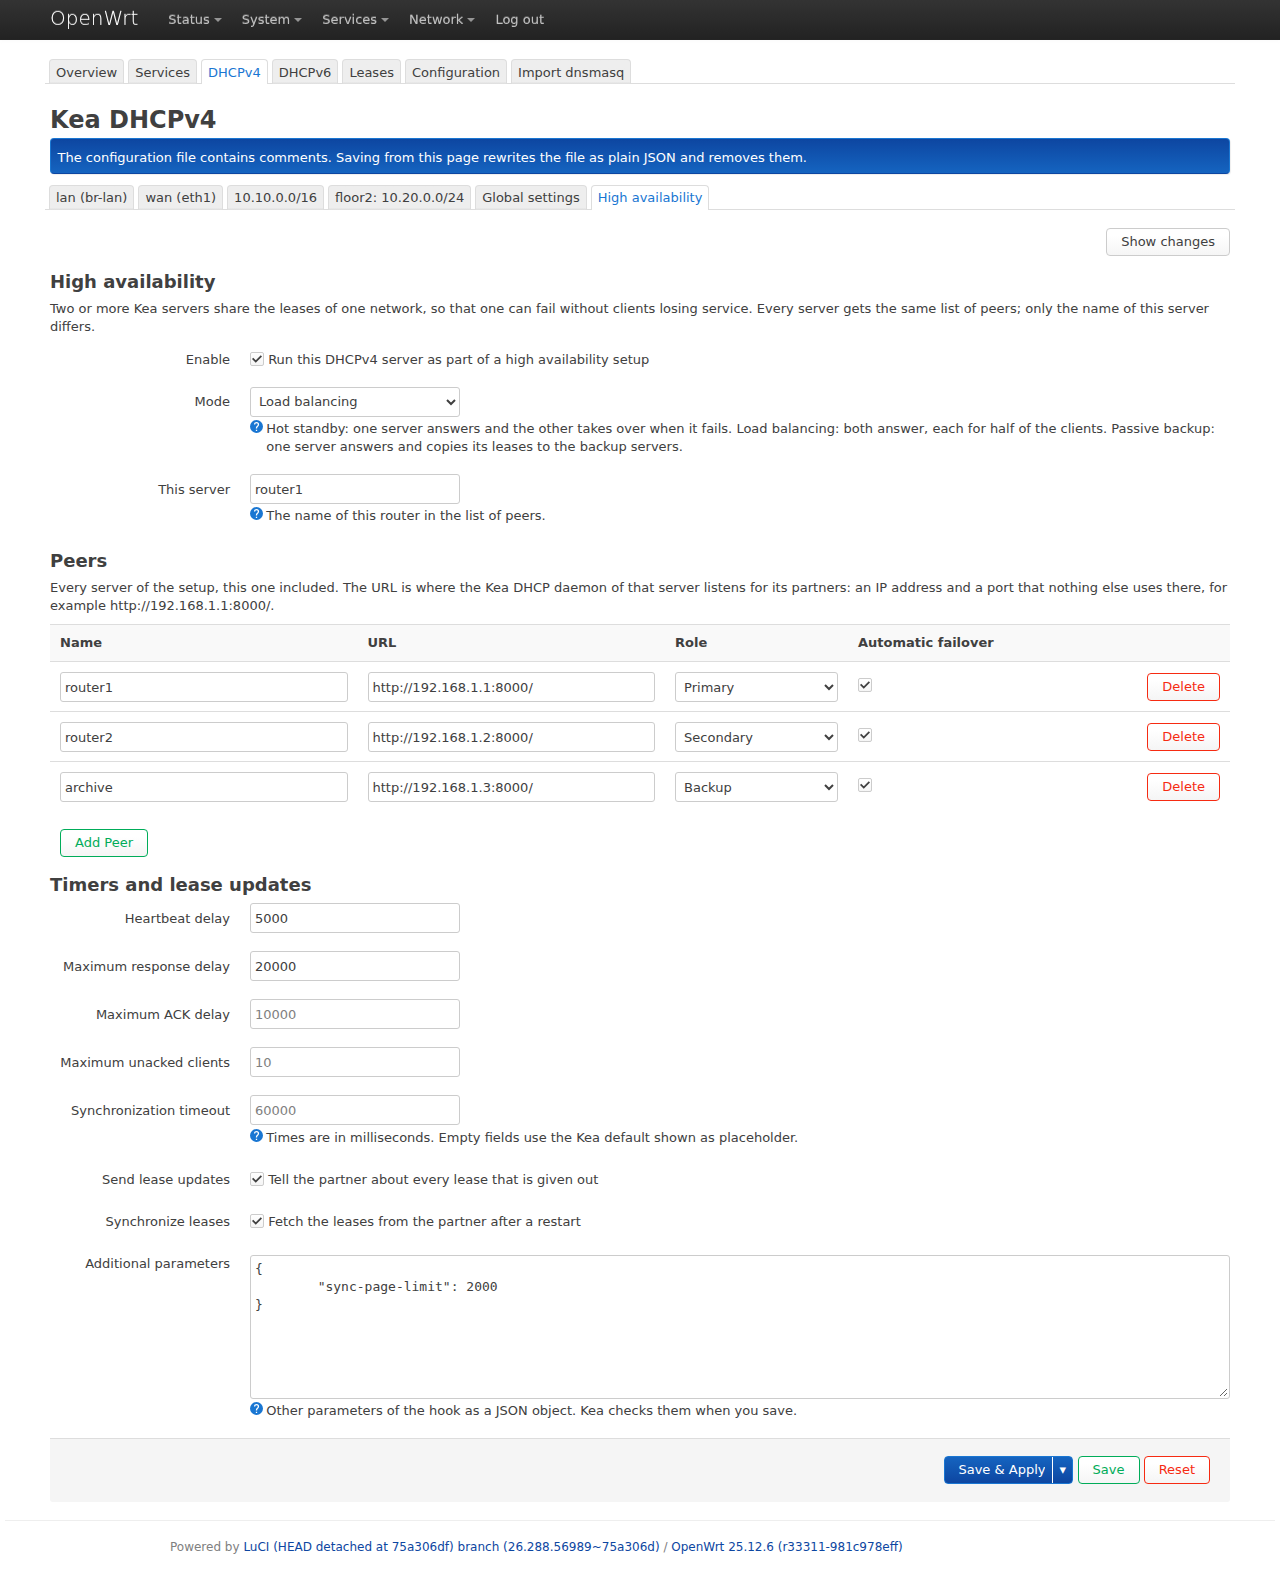 OpenWrt Status System Services Network Log out
Overview Services DHCPv4 DHCPv6 Leases Configuration Import dnsmasq
Kea DHCPv4
The configuration file contains comments. Saving from this page rewrites the file as plain JSON and removes them.
lan (br-lan) wan (eth1) 10.10.0.0/16 floor2: 10.20.0.0/24 Global settings High availability
Show changes
High availability
Two or more Kea servers share the leases of one network, so that one can fail without clients losing service. Every server gets the same list of peers; only the name of this server
differs.
Enable Run this DHCPv4 server as part of a high availability setup
Mode Load balancing
Hot standby: one server answers and the other takes over when it fails. Load balancing: both answer, each for half of the clients. Passive backup:
one server answers and copies its leases to the backup servers.
This server router1
The name of this router in the list of peers.
Peers
Every server of the setup, this one included. The URL is where the Kea DHCP daemon of that server listens for its partners: an IP address and a port that nothing else uses there, for
example http://192.168.1.1:8000/.
Name URL Role Automatic failover
router1 http://192.168.1.1:8000/ Primary Delete
router2 http://192.168.1.2:8000/ Secondary Delete
archive http://192.168.1.3:8000/ Backup Delete
Add Peer
Timers and lease updates
Heartbeat delay 5000
Maximum response delay 20000
Maximum ACK delay 10000
Maximum unacked clients 10
Synchronization timeout 60000
Times are in milliseconds. Empty fields use the Kea default shown as placeholder.
Send lease updates Tell the partner about every lease that is given out
Synchronize leases Fetch the leases from the partner after a restart
Additional parameters {
"sync-page-limit": 2000
}
Other parameters of the hook as a JSON object. Kea checks them when you save.
Save & Apply ▾ Save Reset
Powered by LuCI (HEAD detached at 75a306df) branch (26.288.56989~75a306d) / OpenWrt 25.12.6 (r33311-981c978eff)